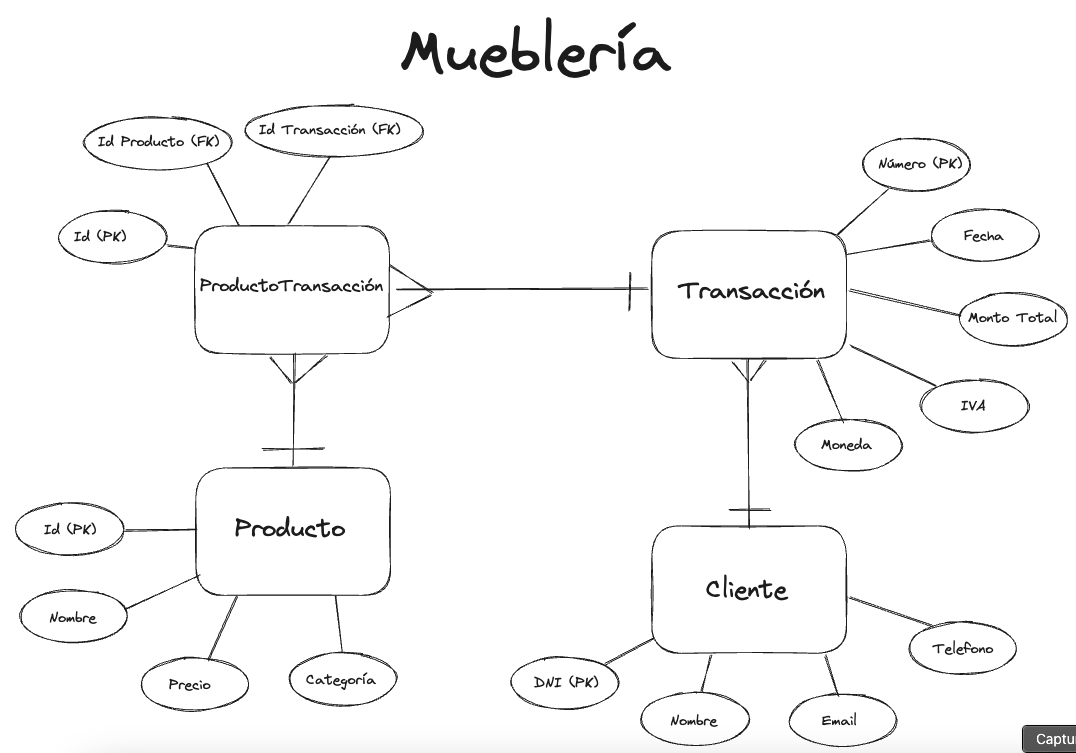 Mueblería
Id Producto (FK)
Id Transacción (FK)
Id (PK)
ProductoTransacción
Número (PK)
Fecha
Transacción
Monto Total
IVA
Moneda
Id (PK)
Producto
Nombre
Precio
Categoría
Cliente
Telefono
DNI (PK)
Nombre
Email
Captu